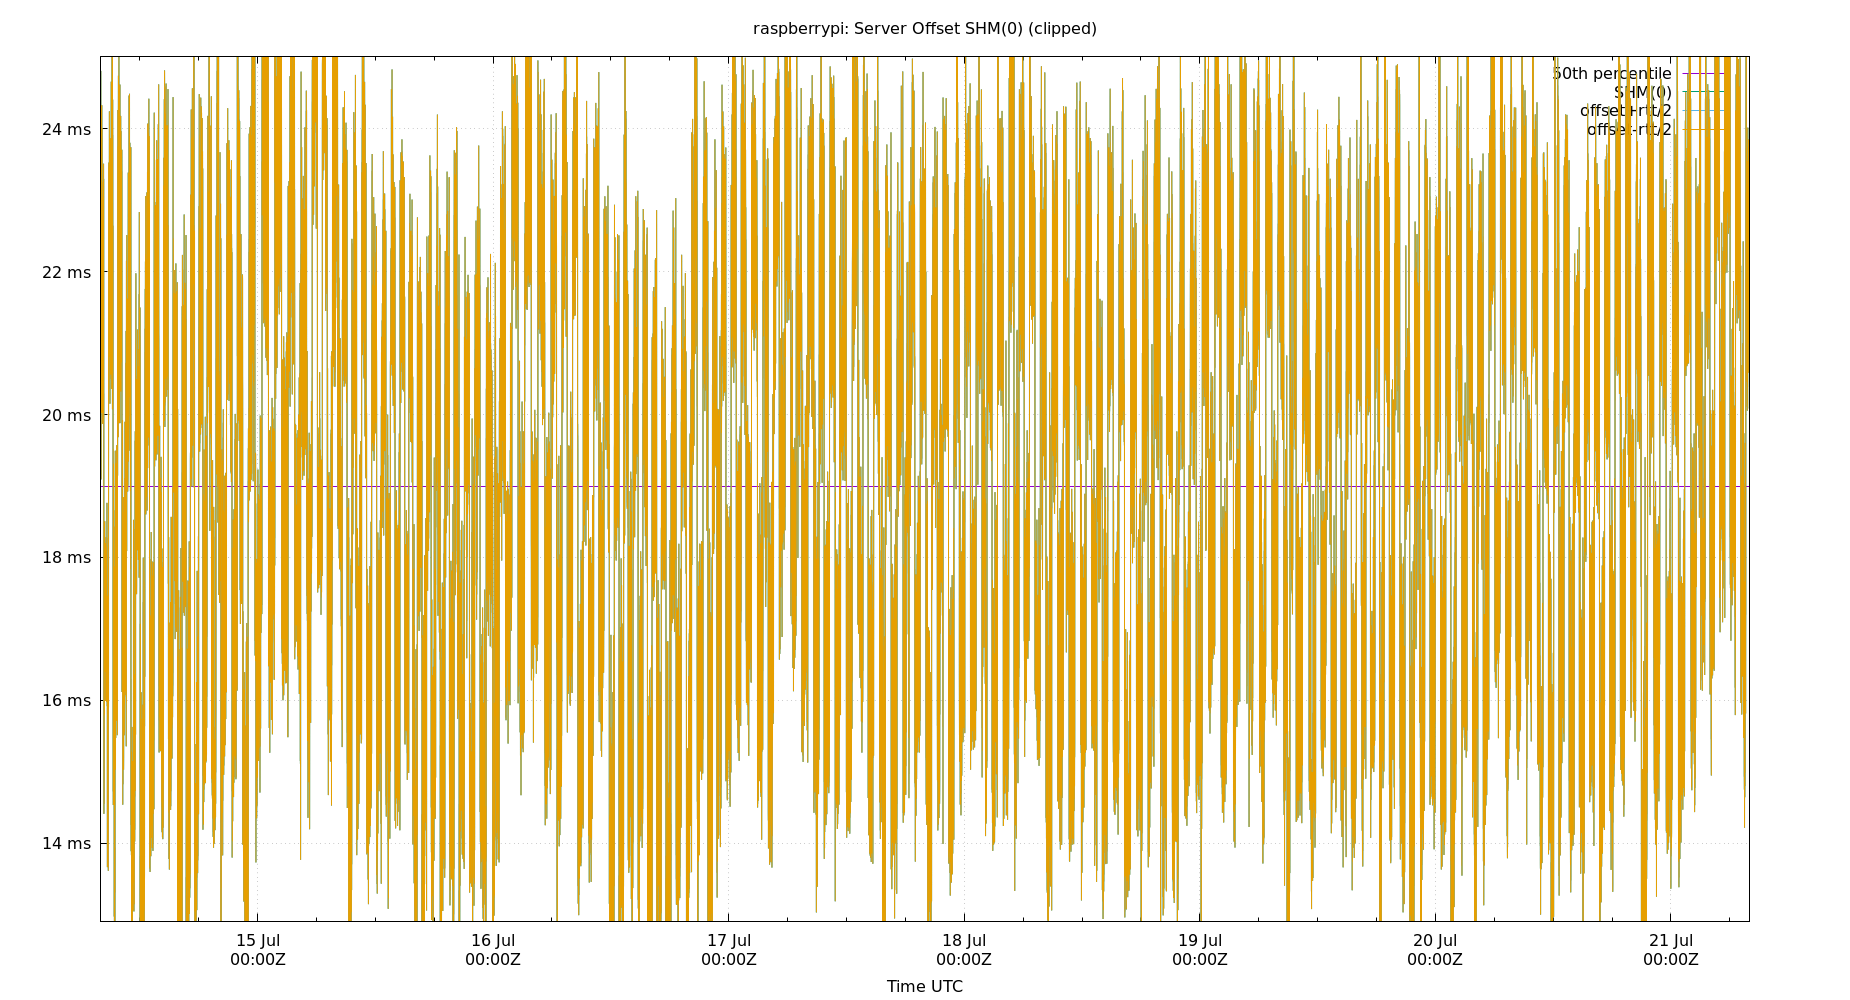 raspberrypi: Server Offset SHM(0) (clipped)
50th percentile
SHM(0)
offset+rtt/2
offset-rtt/2
24 ms
22 ms
20 ms
18 ms
16 ms
14 ms
15 Jul 16 Jul 17 Jul 18 Jul 19 Jul 20 Jul 21 Jul
00:00Z 00:00Z 00:00Z 00:00Z 00:00Z 00:00Z 00:00Z
Time UTC